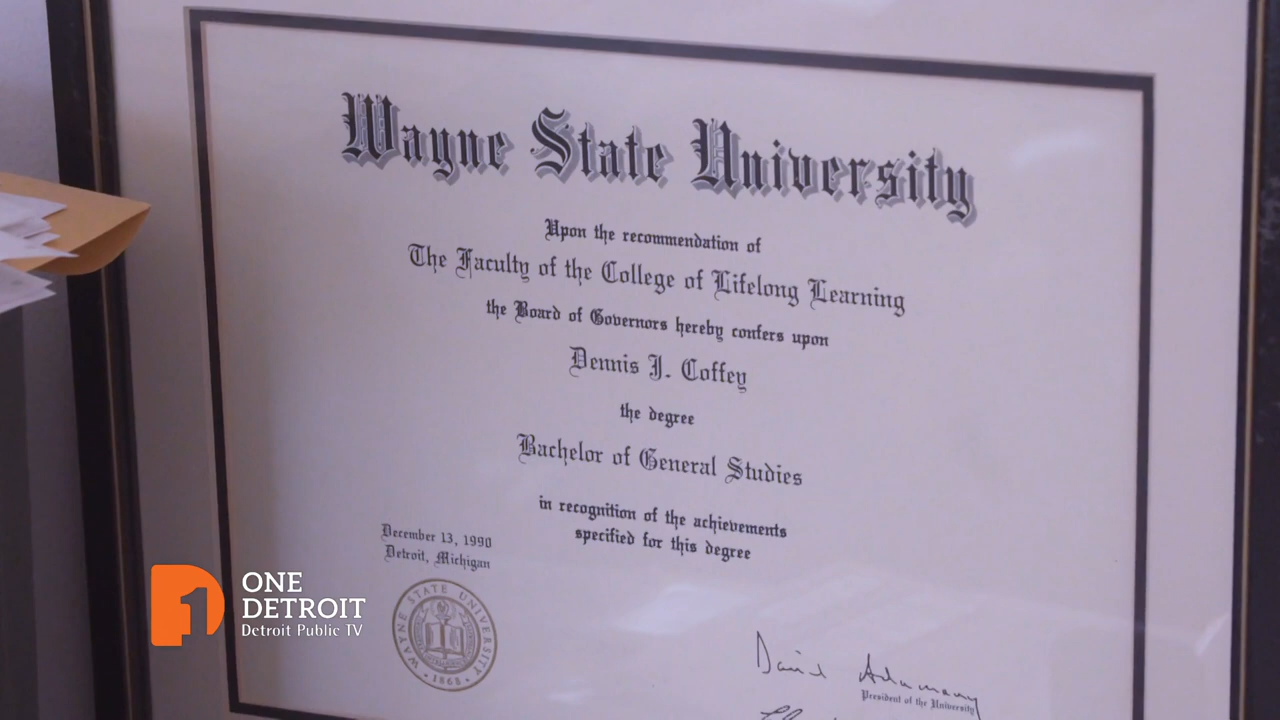 Wayne State University
Upon the recommendation of
The Faculty of the College of Lifelong Learning
the Board of Governors hereby confers upon
Dennis J. Coffey
the degree
Bachelor of General Studies
in recognition of the achievements
specified for this degree
December 13, 1990
Detroit, Michigan
WAYNE STATE UNIVERSITY
1868
David Adamany
President of the University
1
ONE
DETROIT
Detroit Public TV